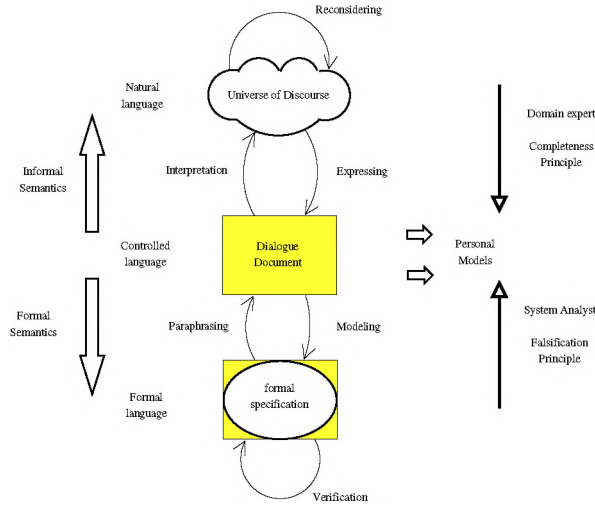 Reconsidering
Natural
language
Universe of Discourse
Domain expert
Completeness
Principle
Informal
Semantics
Interpretation
Expressing
Controlled
language
Dialogue
Document
Personal
Models
Formal
Semantics
Paraphrasing
Modeling
System Analyst
Falsification
Principle
Formal
language
formal
specification
Verification